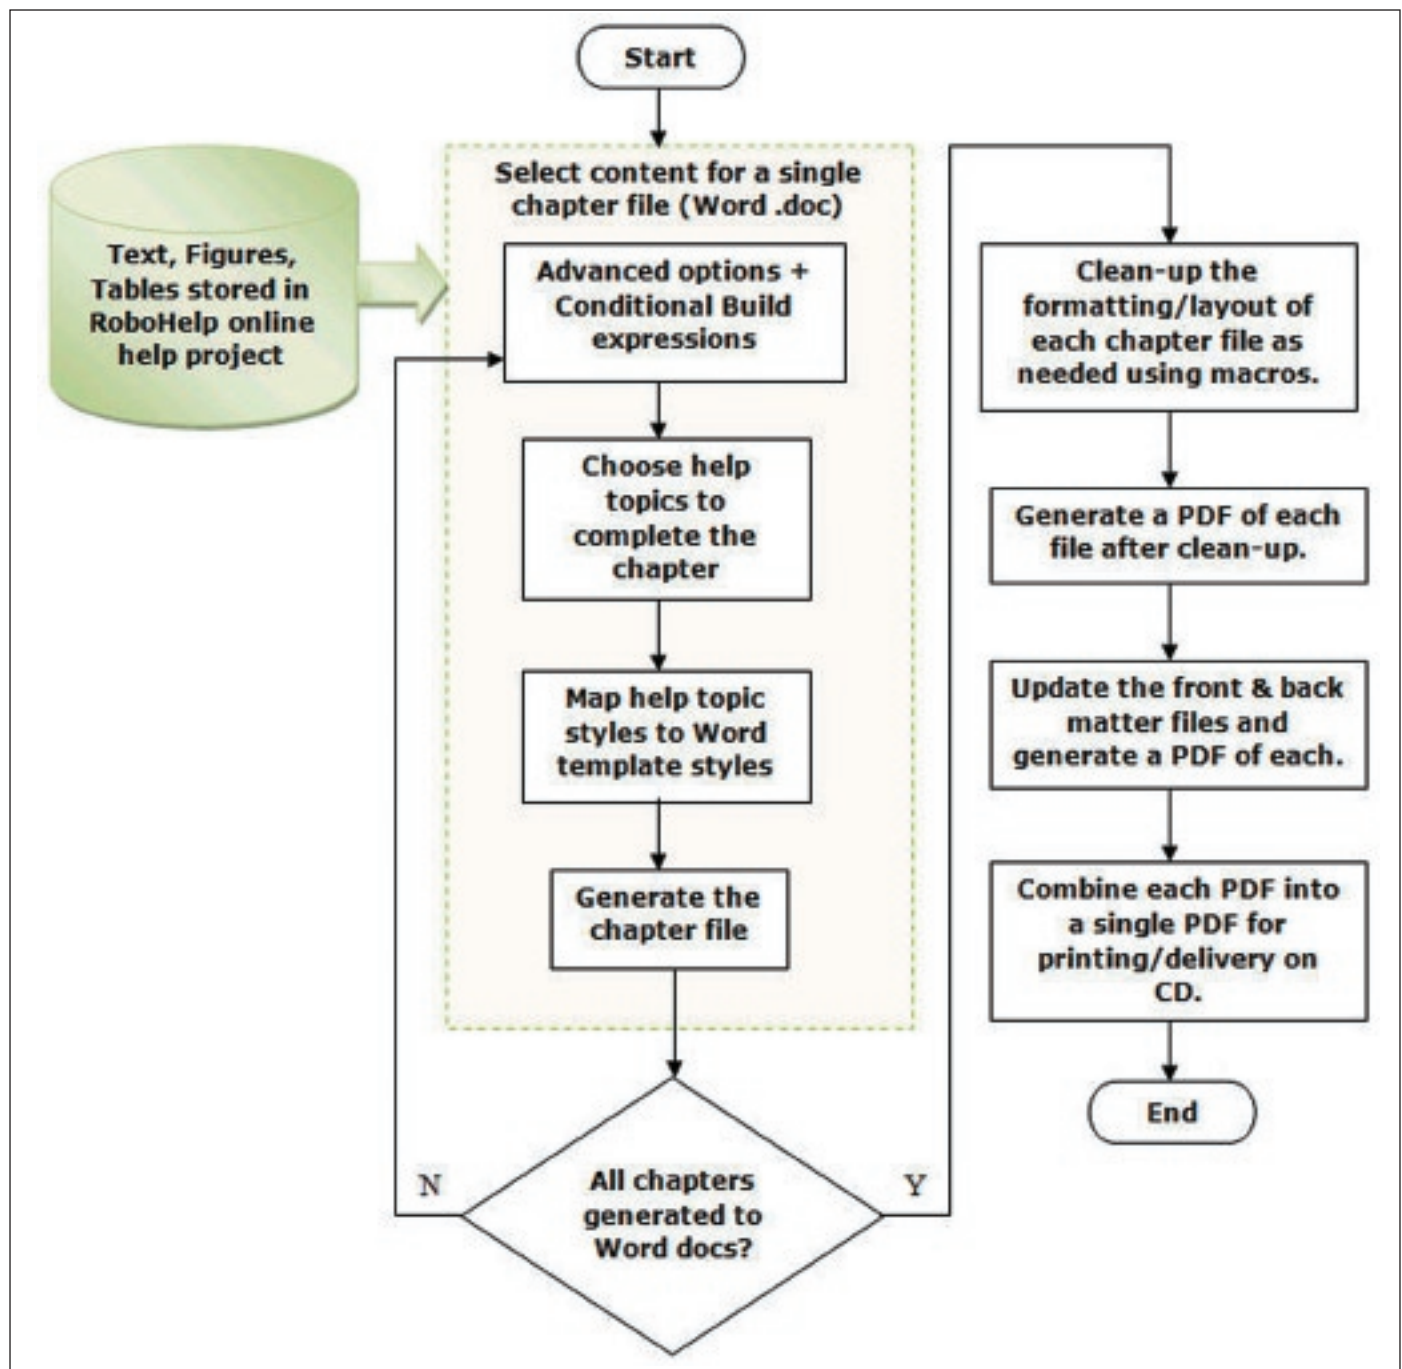 Start
Text, Figures,
Tables stored in
RoboHelp online
help project
Select content for a single
chapter file (Word .doc)
Advanced options +
Conditional Build
expressions
Choose help
topics to
complete the
chapter
Map help topic
styles to Word
template styles
Generate the
chapter file
All chapters
generated to
Word docs?
N
Y
Clean-up the
formatting/layout of
each chapter file as
needed using macros.
Generate a PDF of each
file after clean-up.
Update the front & back
matter files and
generate a PDF of each.
Combine each PDF into
a single PDF for
printing/delivery on
CD.
End